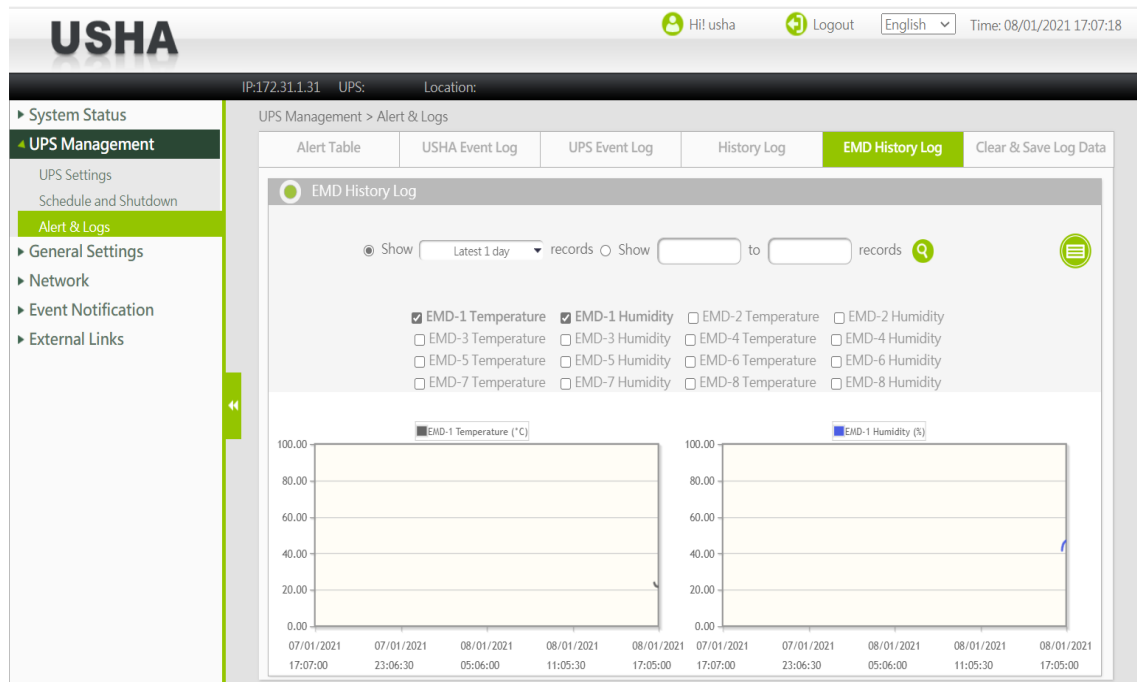 USHA
Hi! usha Logout English Time: 08/01/2021 17:07:18
IP:172.31.1.31 UPS: Location:
System Status
UPS Management
UPS Settings
Schedule and Shutdown
Alert & Logs
General Settings
Network
Event Notification
External Links
UPS Management > Alert & Logs
Alert Table USHA Event Log UPS Event Log History Log EMD History Log Clear & Save Log Data
EMD History Log
Show Latest 1 day records Show to records
EMD-1 Temperature EMD-1 Humidity EMD-2 Temperature EMD-2 Humidity
EMD-3 Temperature EMD-3 Humidity EMD-4 Temperature EMD-4 Humidity
EMD-5 Temperature EMD-5 Humidity EMD-6 Temperature EMD-6 Humidity
EMD-7 Temperature EMD-7 Humidity EMD-8 Temperature EMD-8 Humidity
EMD-1 Temperature (°C)
100.00
80.00
60.00
40.00
20.00
0.00
07/01/2021 07/01/2021 08/01/2021 08/01/2021 08/01/2021
17:07:00 23:06:30 05:06:00 11:05:30 17:05:00
EMD-1 Humidity (%)
100.00
80.00
60.00
40.00
20.00
0.00
07/01/2021 07/01/2021 08/01/2021 08/01/2021 08/01/2021
17:07:00 23:06:30 05:06:00 11:05:30 17:05:00